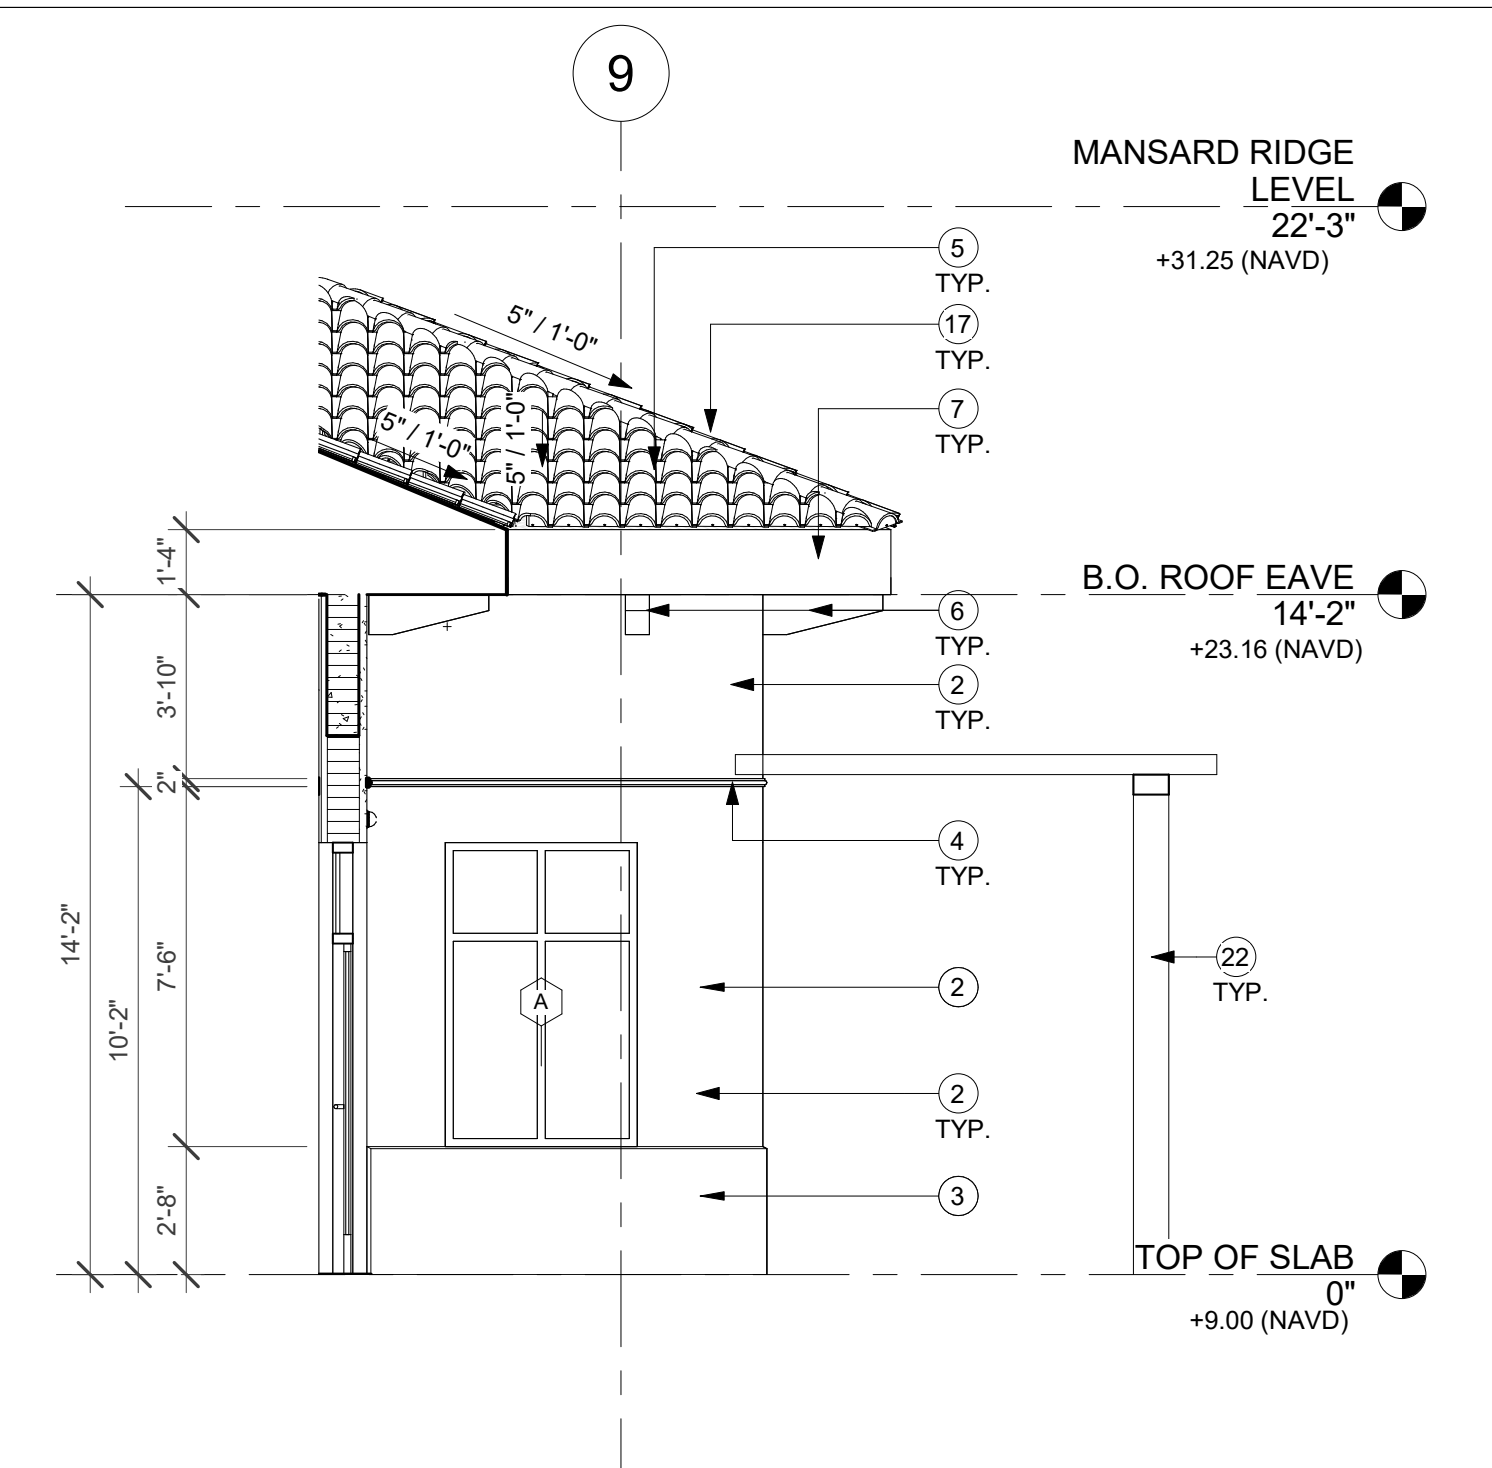 9
MANSARD RIDGE
LEVEL
22'-3"
+31.25 (NAVD)
5
TYP.
17
TYP.
7
TYP.
5" / 1'-0"
5" / 1'-0"
5" / 1'-0"
1'-4"
B.O. ROOF EAVE
14'-2"
+23.16 (NAVD)
6
TYP.
2
TYP.
3'-10"
2"
4
TYP.
14'-2"
10'-2"
7'-6"
A
2
22
TYP.
2
TYP.
2'-8"
3
TOP OF SLAB
0"
+9.00 (NAVD)